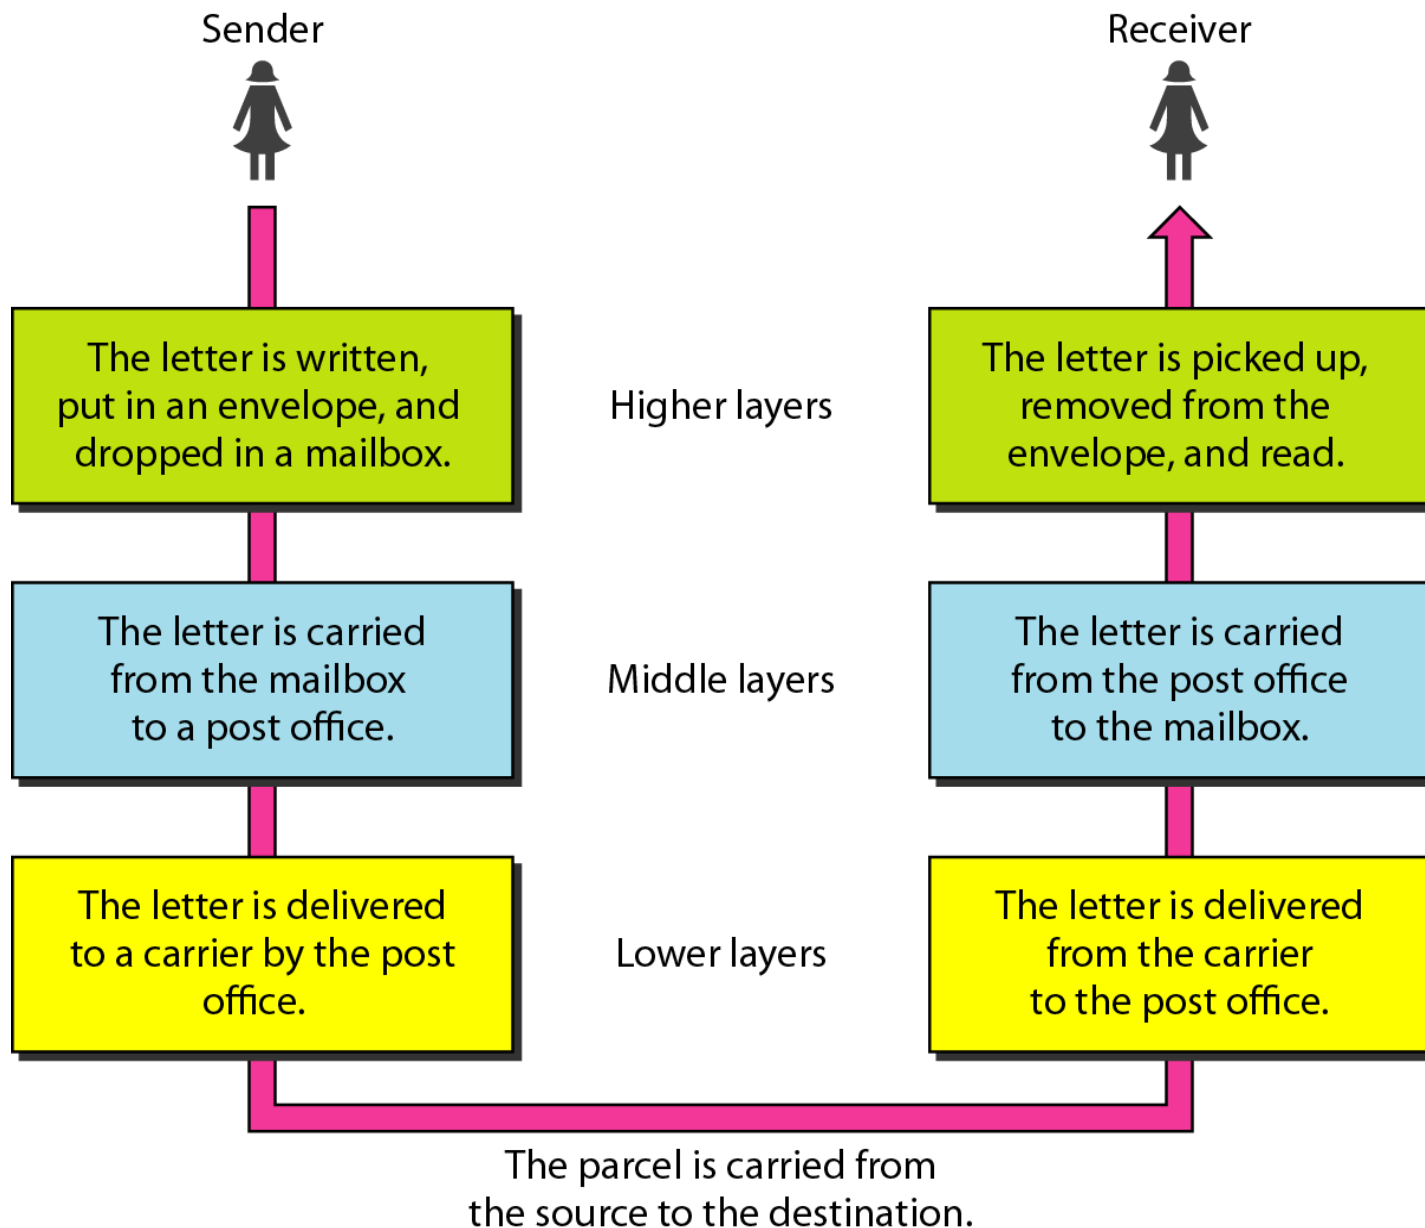 Sender
Receiver
The letter is written,
put in an envelope, and
dropped in a mailbox.
Higher layers
The letter is picked up,
removed from the
envelope, and read.
The letter is carried
from the mailbox
to a post office.
Middle layers
The letter is carried
from the post office
to the mailbox.
The letter is delivered
to a carrier by the post
office.
Lower layers
The letter is delivered
from the carrier
to the post office.
The parcel is carried from
the source to the destination.